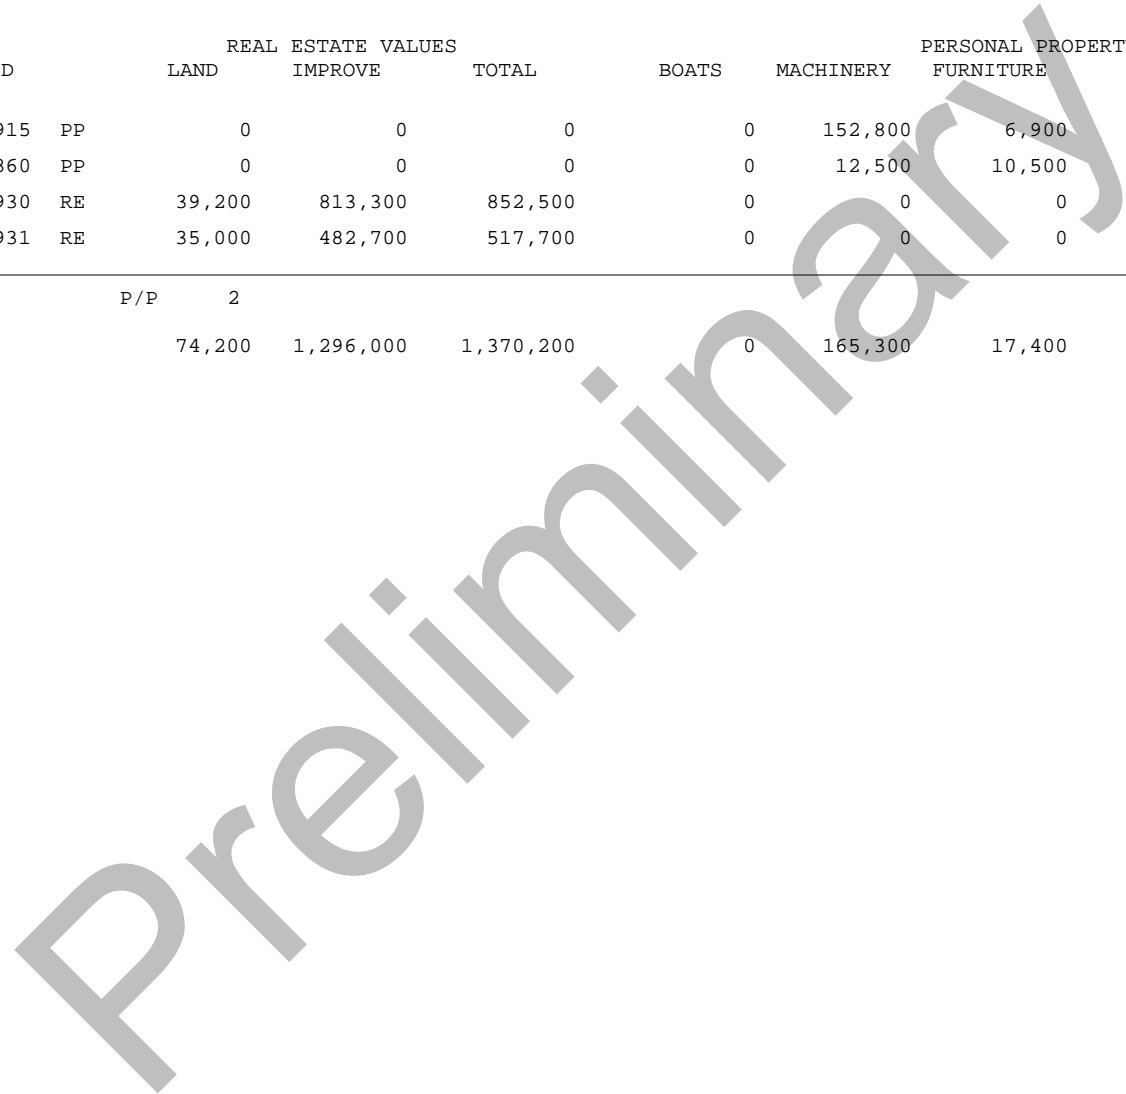 REAL ESTATE VALUES PERSONAL PROPERT
D LAND IMPROVE TOTAL BOATS MACHINERY FURNITURE
915 PP 0 0 0 0 152,800 6,900
860 PP 0 0 0 0 12,500 10,500
930 RE 39,200 813,300 852,500 0 0 0
931 RE 35,000 482,700 517,700 0 0 0
P/P 2
74,200 1,296,000 1,370,200 0 165,300 17,400
Preliminary